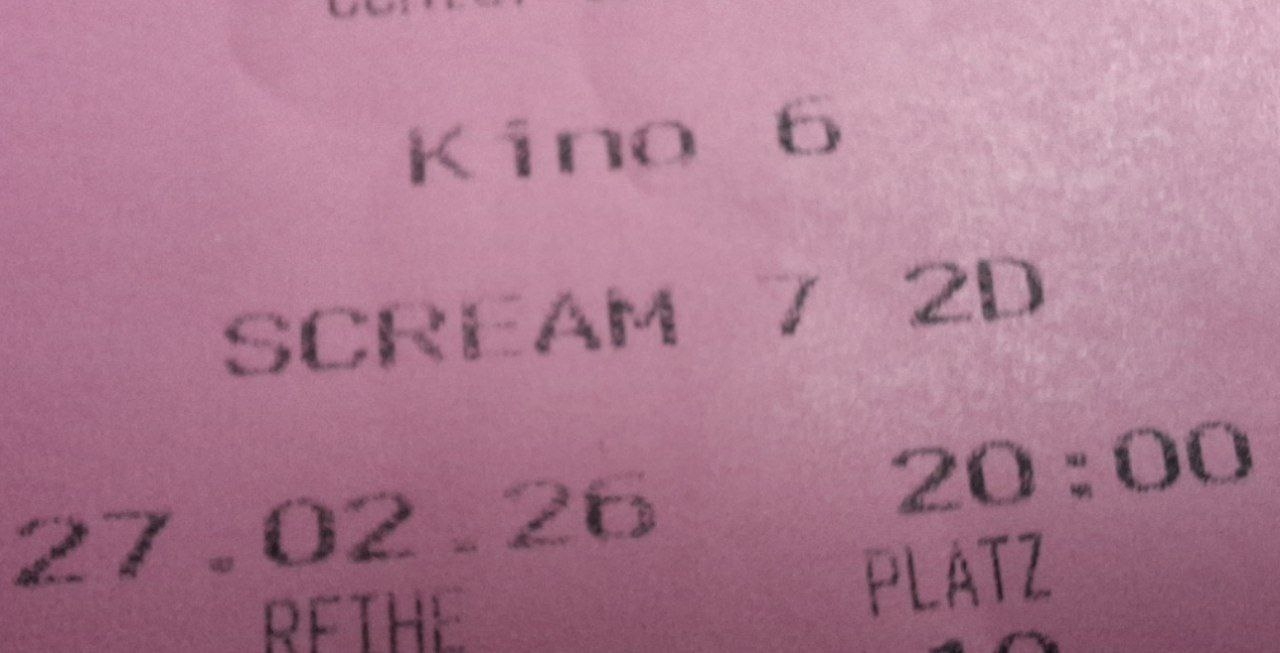 Kino 6
SCREAM 7 2D
27.02.26 20:00
REIHE PLATZ